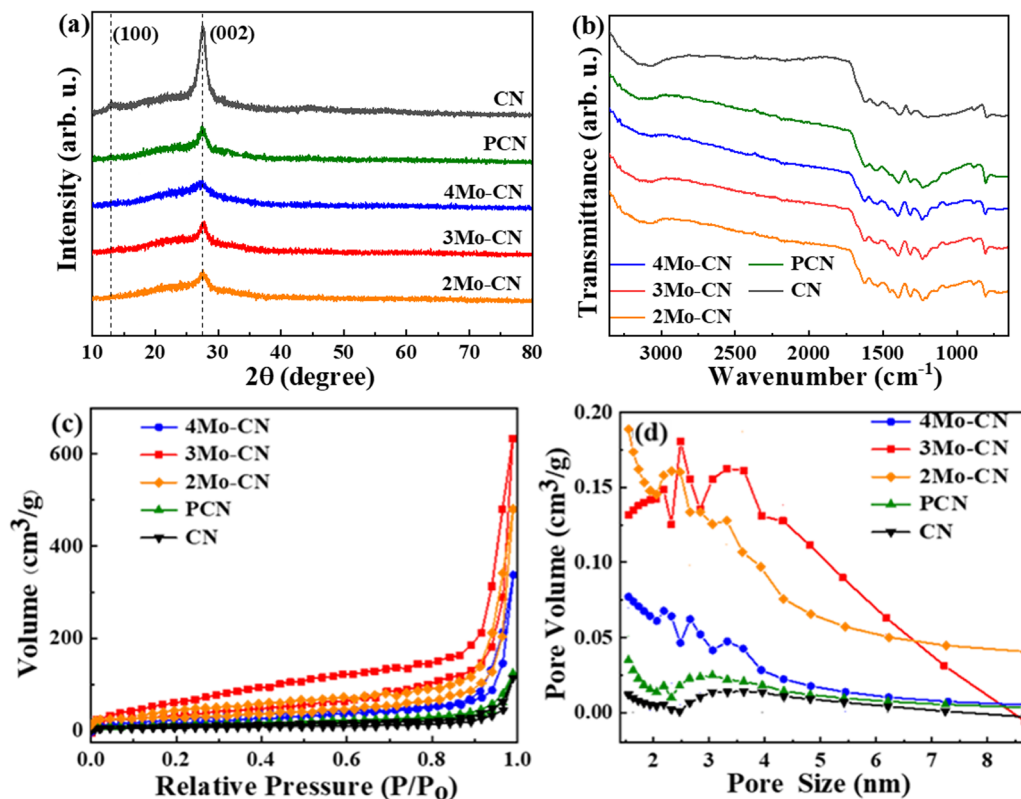 (a)
(100)
(002)
CN
PCN
4Mo-CN
3Mo-CN
2Mo-CN
Intensity (arb. u.)
10 20 30 40 50 60 70 80
2θ (degree)
(b)
Transmittance (arb. u.)
4Mo-CN PCN
3Mo-CN CN
2Mo-CN
3000 2500 2000 1500 1000
Wavenumber (cm⁻¹)
(c)
4Mo-CN
3Mo-CN
2Mo-CN
PCN
CN
Volume (cm³/g)
600
400
200
0
0.0 0.2 0.4 0.6 0.8 1.0
Relative Pressure (P/P₀)
(d)
4Mo-CN
3Mo-CN
2Mo-CN
PCN
CN
Pore Volume (cm³/g)
0.20
0.15
0.10
0.05
0.00
2 3 4 5 6 7 8
Pore Size (nm)